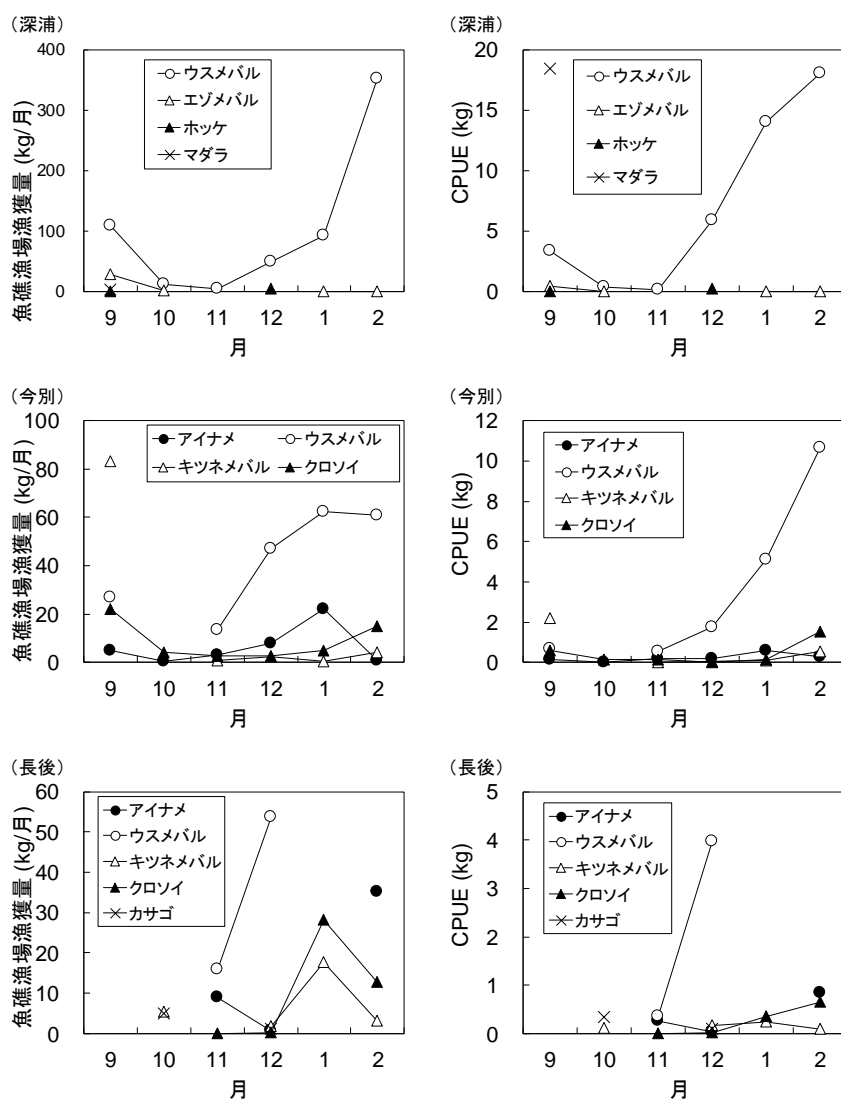 （深浦）
魚礁漁場漁獲量 (kg/月)
400
300
200
100
0
ウスメバル
エゾメバル
ホッケ
マダラ
9 10 11 12 1 2
月
CPUE (kg)
20
15
10
5
0
ウスメバル
エゾメバル
ホッケ
マダラ
9 10 11 12 1 2
月
（今別）
魚礁漁場漁獲量 (kg/月)
100
80
60
40
20
0
アイナメ ウスメバル
キツネメバル クロソイ
9 10 11 12 1 2
月
（今別）
CPUE (kg)
12
10
8
6
4
2
0
アイナメ
ウスメバル
キツネメバル
クロソイ
9 10 11 12 1 2
月
（長後）
魚礁漁場漁獲量 (kg/月)
60
50
40
30
20
10
0
アイナメ
ウスメバル
キツネメバル
クロソイ
カサゴ
9 10 11 12 1 2
月
（長後）
CPUE (kg)
5
4
3
2
1
0
アイナメ
ウスメバル
キツネメバル
クロソイ
カサゴ
9 10 11 12 1 2
月